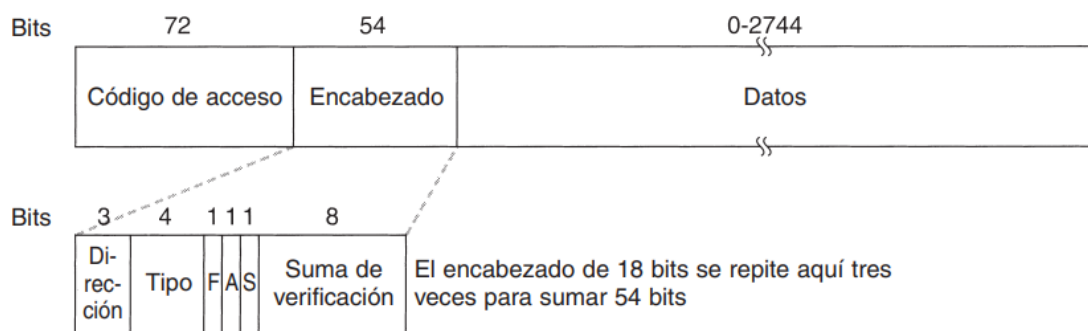 Bits 72 54 0-2744
Código de acceso Encabezado Datos
Bits 3 4 1 1 1 8
Di-
rec-
ción
Tipo F A S
Suma de
verificación
El encabezado de 18 bits se repite aquí tres
veces para sumar 54 bits